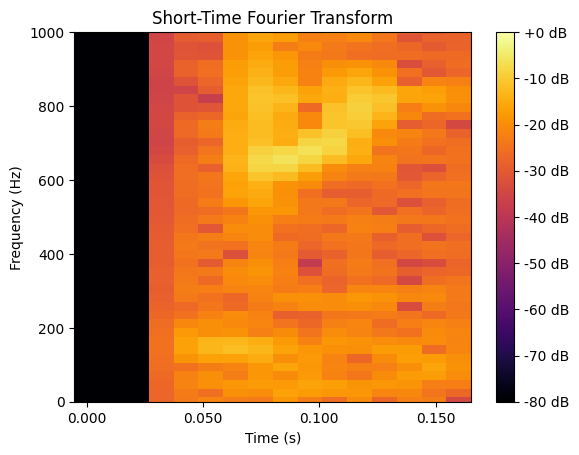 Short-Time Fourier Transform
1000
800
600
400
200
0
Frequency (Hz)
0.000
0.050
0.100
0.150
Time (s)
+0 dB
-10 dB
-20 dB
-30 dB
-40 dB
-50 dB
-60 dB
-70 dB
-80 dB